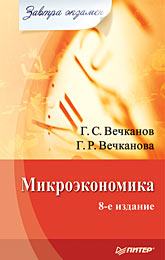 Завтра экзамен
Г. С. Вечканов
Г. Р. Вечканова
Микроэкономика
8-е издание
ПИТЕР